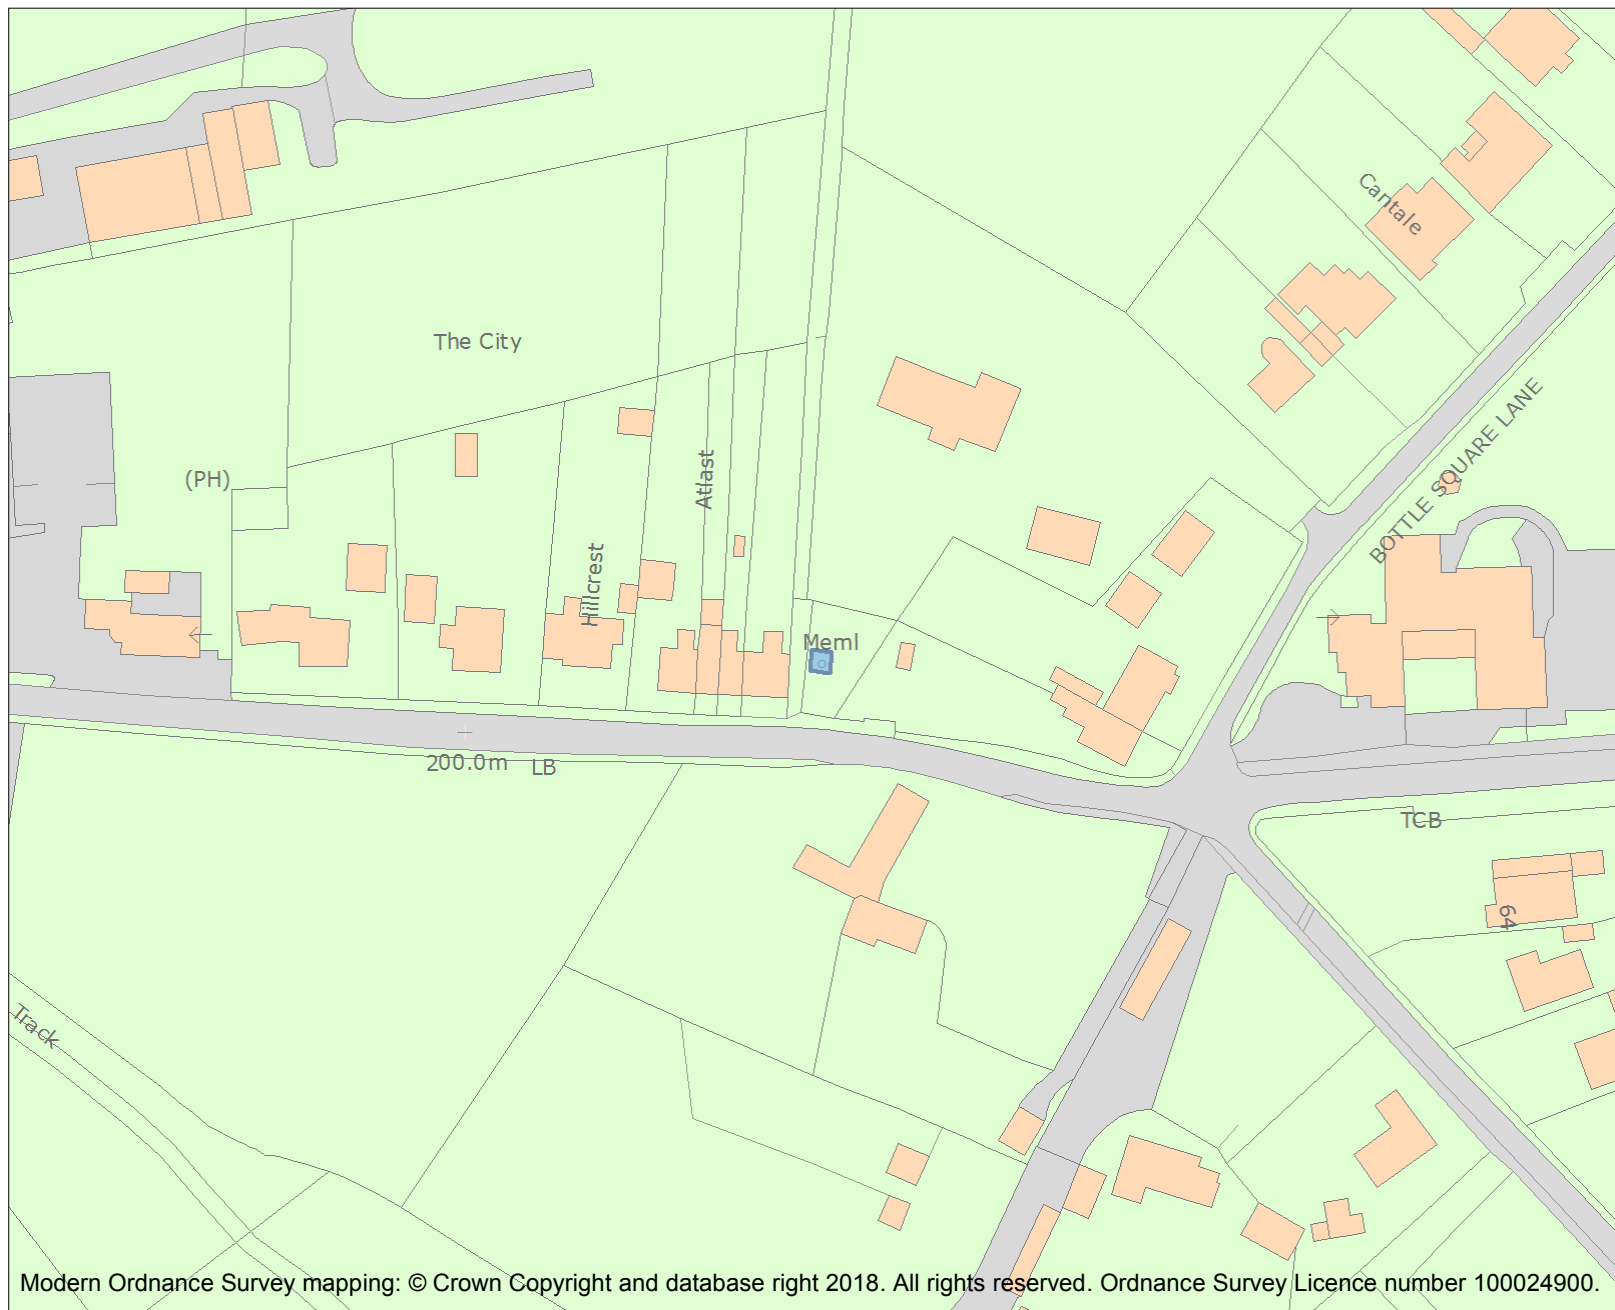 Cantale
The City
BOTTLE SQUARE LANE
(PH)
Atlast
Hillcrest
Meml
200.0m
LB
TCB
64
Track
Modern Ordnance Survey mapping: © Crown Copyright and database right 2018. All rights reserved. Ordnance Survey Licence number 100024900.